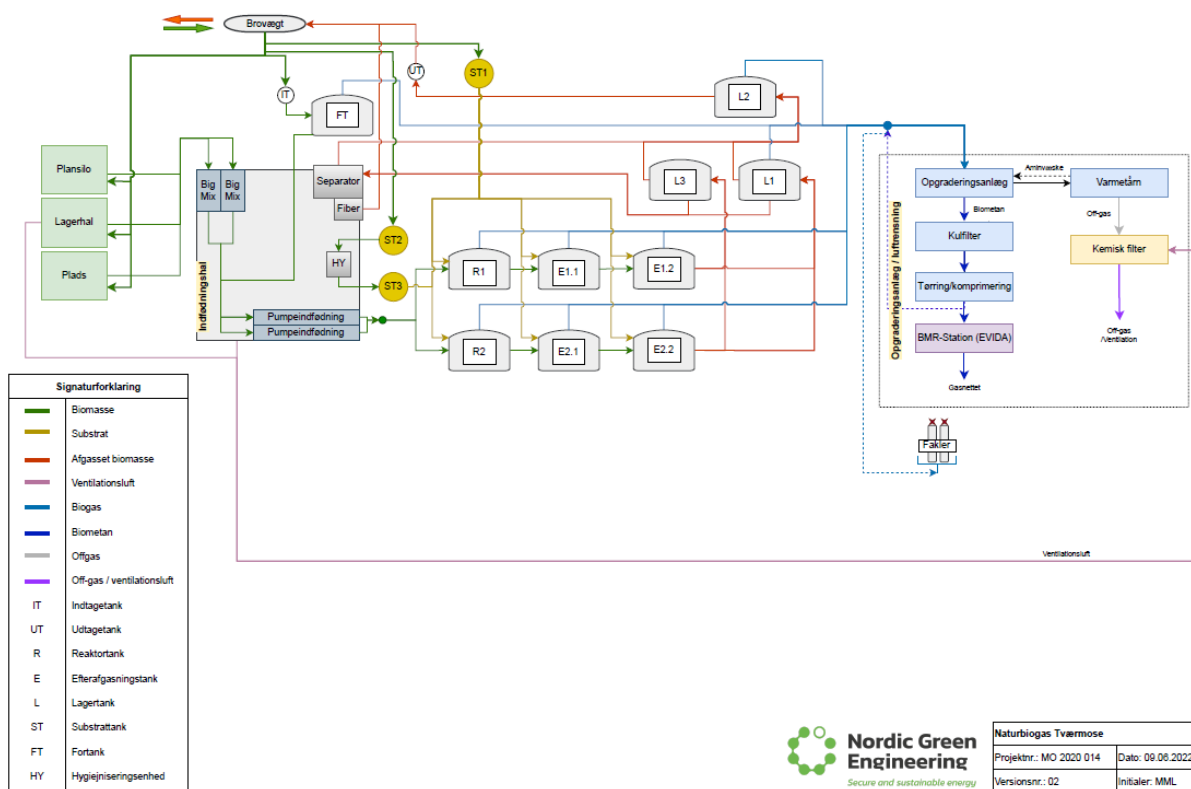 Brovægt
ST1
UT
IT
FT
L2
Plansilo
Lagerhal
Plads
Big
Mix
Big
Mix
Separator
Fiber
L3
L1
ST2
HY
ST3
Indfødningshal
Pumpeindfødning
Pumpeindfødning
R1
E1.1
E1.2
R2
E2.1
E2.2
Opgraderingsanlæg / luftrensning
Opgraderingsanlæg
Aminvæske
Varmetårn
Biometan
Off-gas
Kulfilter
Kemisk filter
Tørring/komprimering
BMR-Station (EVIDA)
Off-gas
/Ventilation
Gasnettet
Fakler
Ventilationsluft
Signaturforklaring
Biomasse
Substrat
Afgasset biomasse
Ventilationsluft
Biogas
Biometan
Offgas
Off-gas / ventilationsluft
IT Indtagetank
UT Udtagetank
R Reaktortank
E Efterafgasningstank
L Lagertank
ST Substrattank
FT Fortank
HY Hygiejniseringsenhed
Nordic Green
Engineering
Secure and sustainable energy
Naturbiogas Tværmose
Projektnr.: MO 2020 014 Dato: 09.06.2022
Versionsnr.: 02 Initialer: MML